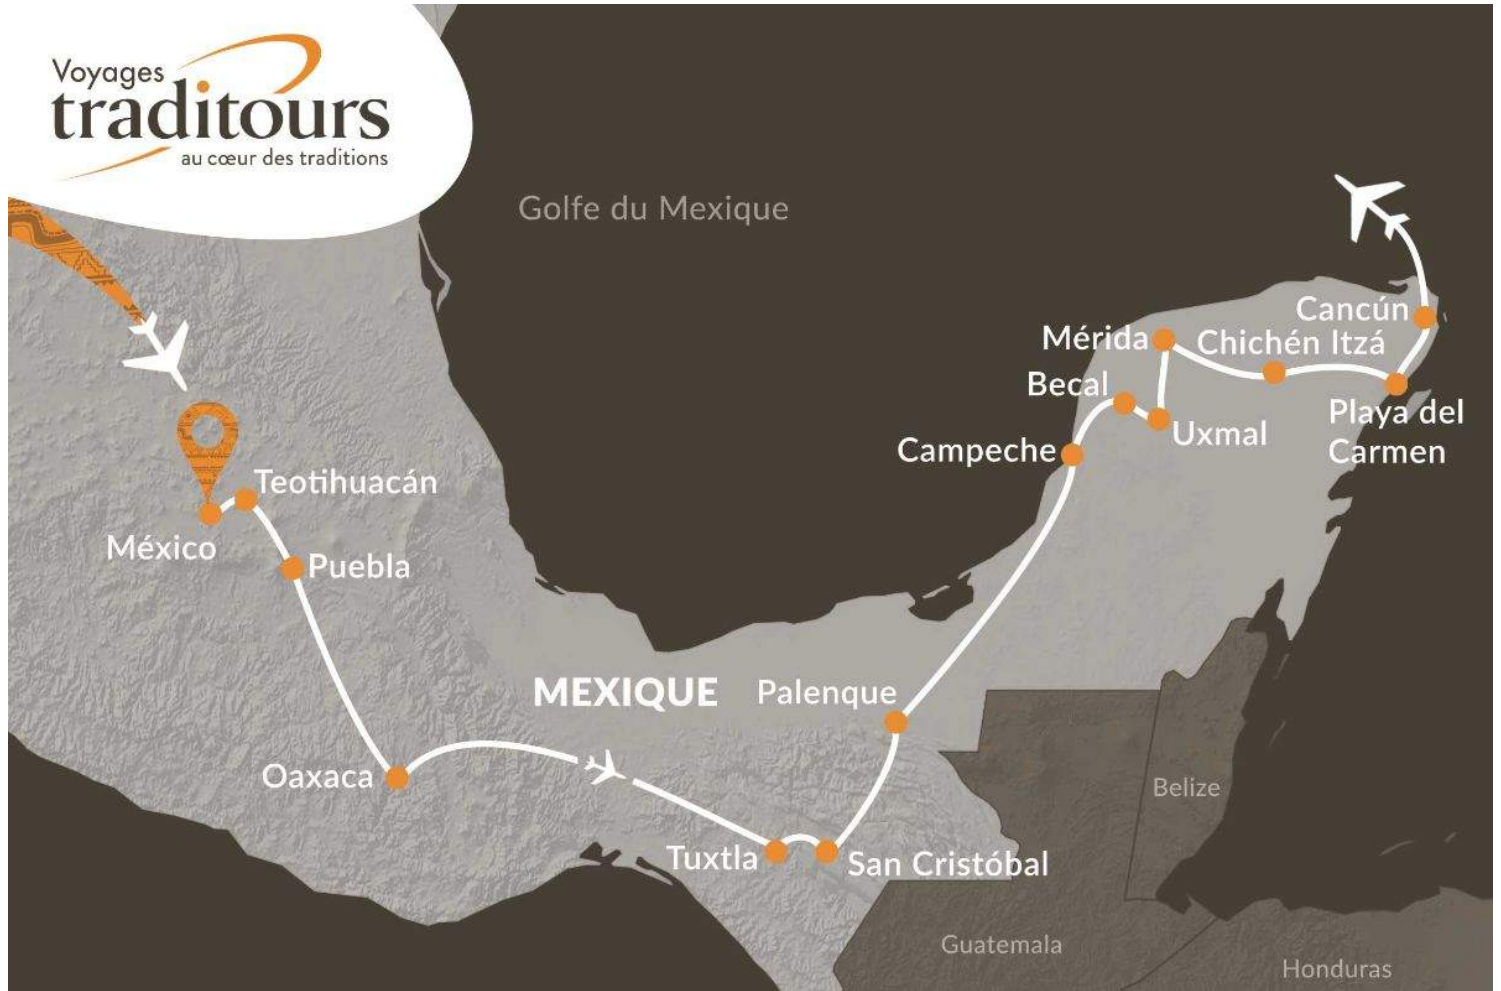 Voyages
traditours
au cœur des traditions
Golfe du Mexique
Cancún
Mérida
Chichén Itzá
Becal
Playa del
Carmen
Uxmal
Campeche
Teotihuacán
México
Puebla
MEXIQUE
Palenque
Oaxaca
Belize
Tuxtla
San Cristóbal
Guatemala
Honduras